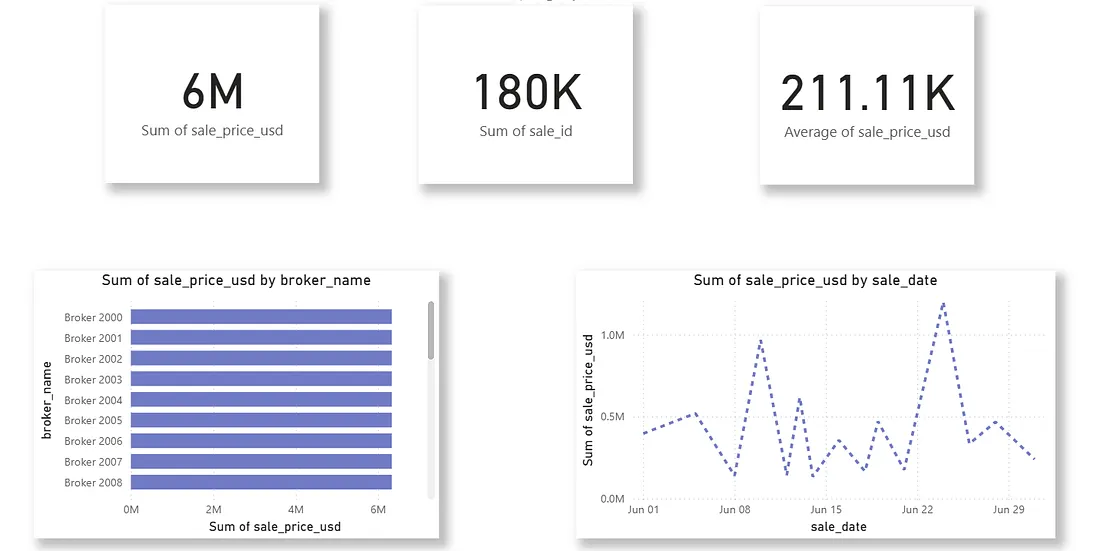 6M
Sum of sale_price_usd
180K
Sum of sale_id
211.11K
Average of sale_price_usd
Sum of sale_price_usd by broker_name
broker_name
Broker 2000
Broker 2001
Broker 2002
Broker 2003
Broker 2004
Broker 2005
Broker 2006
Broker 2007
Broker 2008
0M 2M 4M 6M
Sum of sale_price_usd
Sum of sale_price_usd by sale_date
Sum of sale_price_usd
1.0M
0.5M
0.0M
Jun 01 Jun 08 Jun 15 Jun 22 Jun 29
sale_date